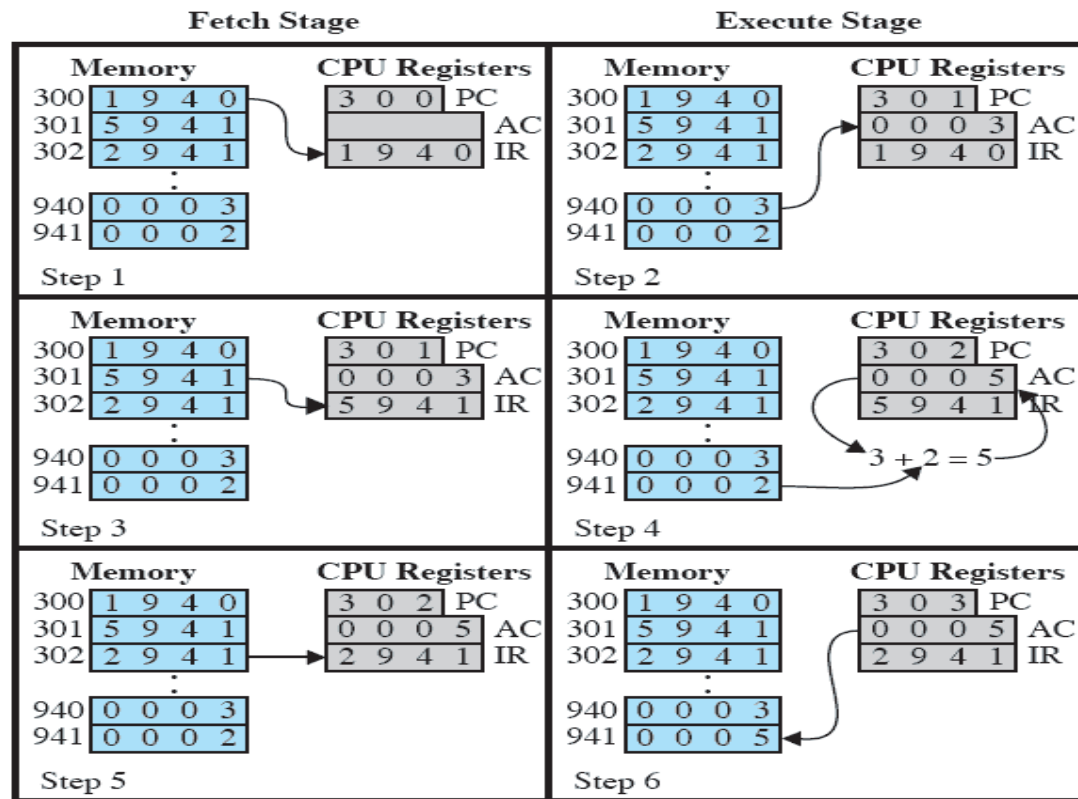 Fetch Stage Execute Stage
Memory CPU Registers
300 1 9 4 0 3 0 0 PC
301 5 9 4 1 AC
302 2 9 4 1 1 9 4 0 IR
940 0 0 0 3
941 0 0 0 2
Step 1
Memory CPU Registers
300 1 9 4 0 3 0 1 PC
301 5 9 4 1 0 0 0 3 AC
302 2 9 4 1 1 9 4 0 IR
940 0 0 0 3
941 0 0 0 2
Step 2
Memory CPU Registers
300 1 9 4 0 3 0 1 PC
301 5 9 4 1 0 0 0 3 AC
302 2 9 4 1 5 9 4 1 IR
940 0 0 0 3
941 0 0 0 2
Step 3
Memory CPU Registers
300 1 9 4 0 3 0 2 PC
301 5 9 4 1 0 0 0 5 AC
302 2 9 4 1 5 9 4 1 IR
940 0 0 0 3 3 + 2 = 5
941 0 0 0 2
Step 4
Memory CPU Registers
300 1 9 4 0 3 0 2 PC
301 5 9 4 1 0 0 0 5 AC
302 2 9 4 1 2 9 4 1 IR
940 0 0 0 3
941 0 0 0 2
Step 5
Memory CPU Registers
300 1 9 4 0 3 0 3 PC
301 5 9 4 1 0 0 0 5 AC
302 2 9 4 1 2 9 4 1 IR
940 0 0 0 3
941 0 0 0 5
Step 6